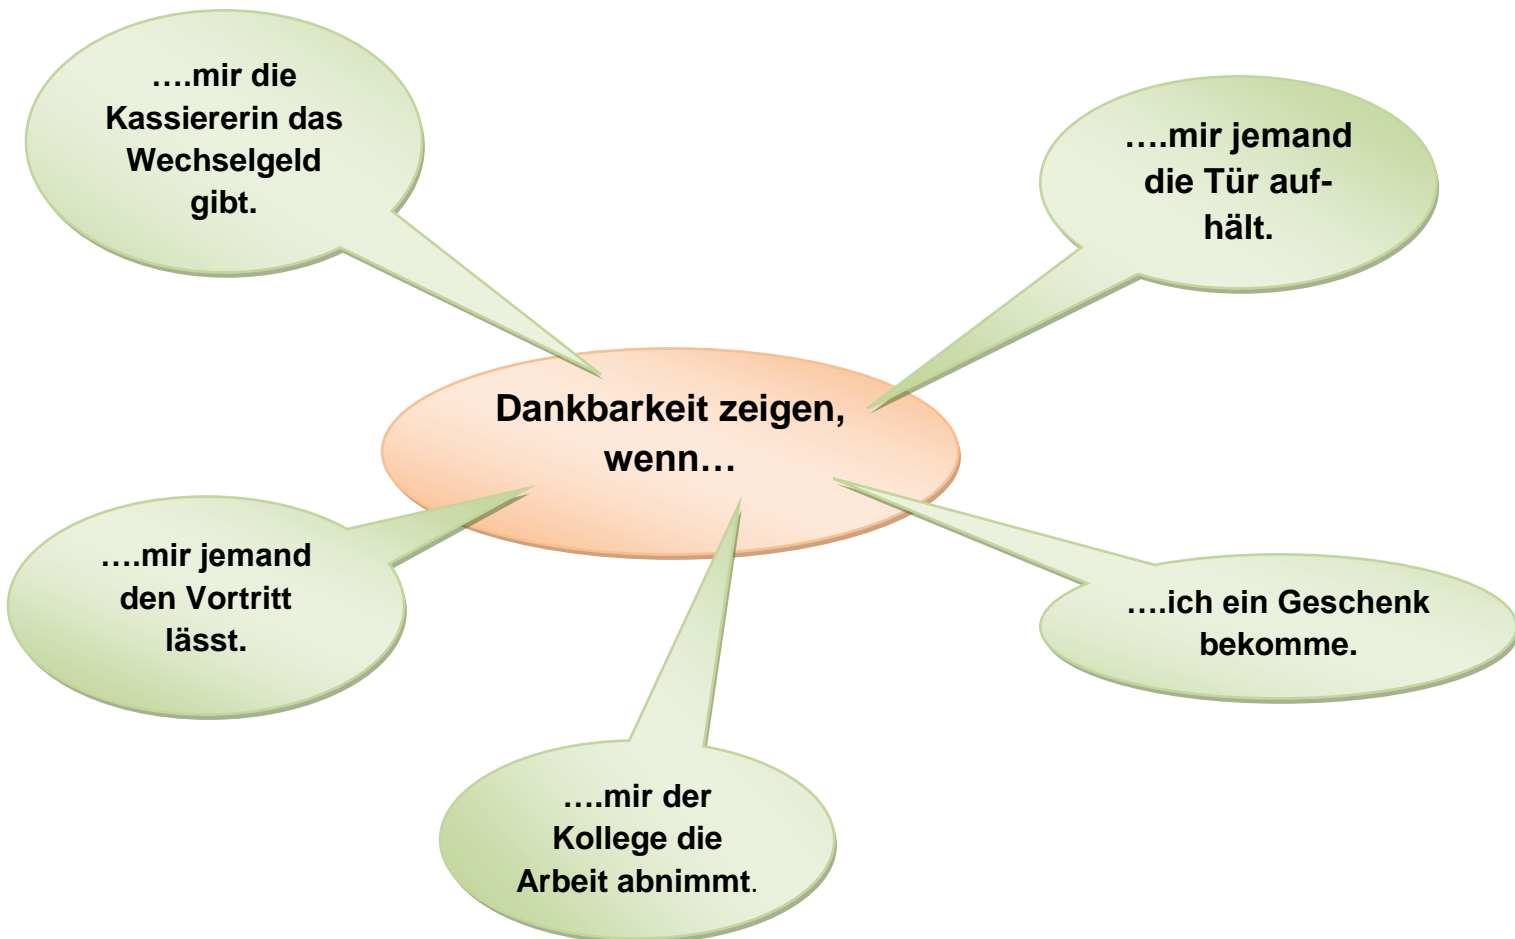 ….mir die
Kassiererin das
Wechselgeld
gibt.
….mir jemand
die Tür auf-
hält.
Dankbarkeit zeigen,
wenn…
….mir jemand
den Vortritt
lässt.
….ich ein Geschenk
bekomme.
….mir der
Kollege die
Arbeit abnimmt.